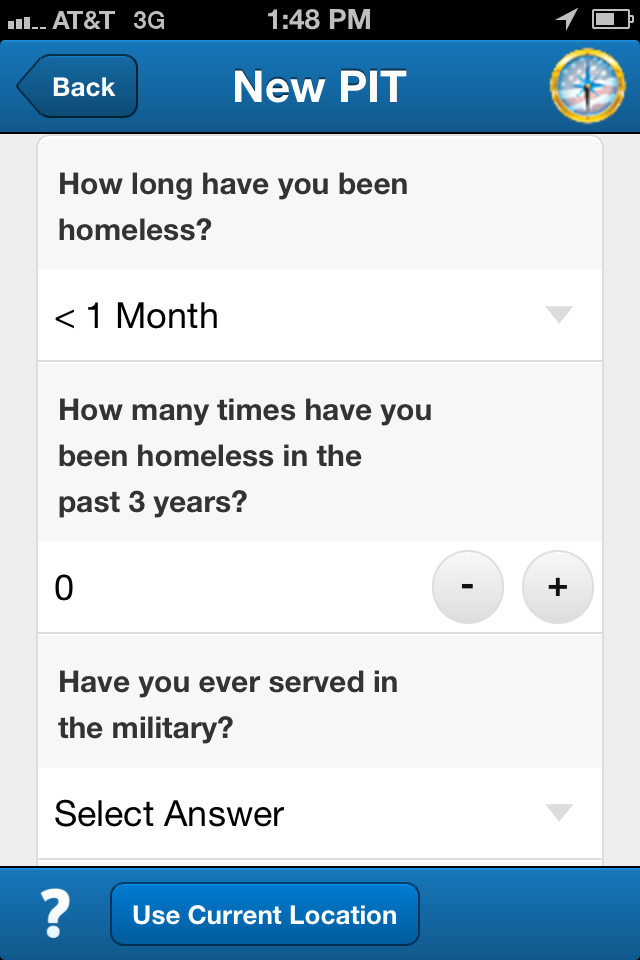 AT&T 3G 1:48 PM
Back New PIT
How long have you been
homeless?
< 1 Month
How many times have you
been homeless in the
past 3 years?
0 - +
Have you ever served in
the military?
Select Answer
? Use Current Location